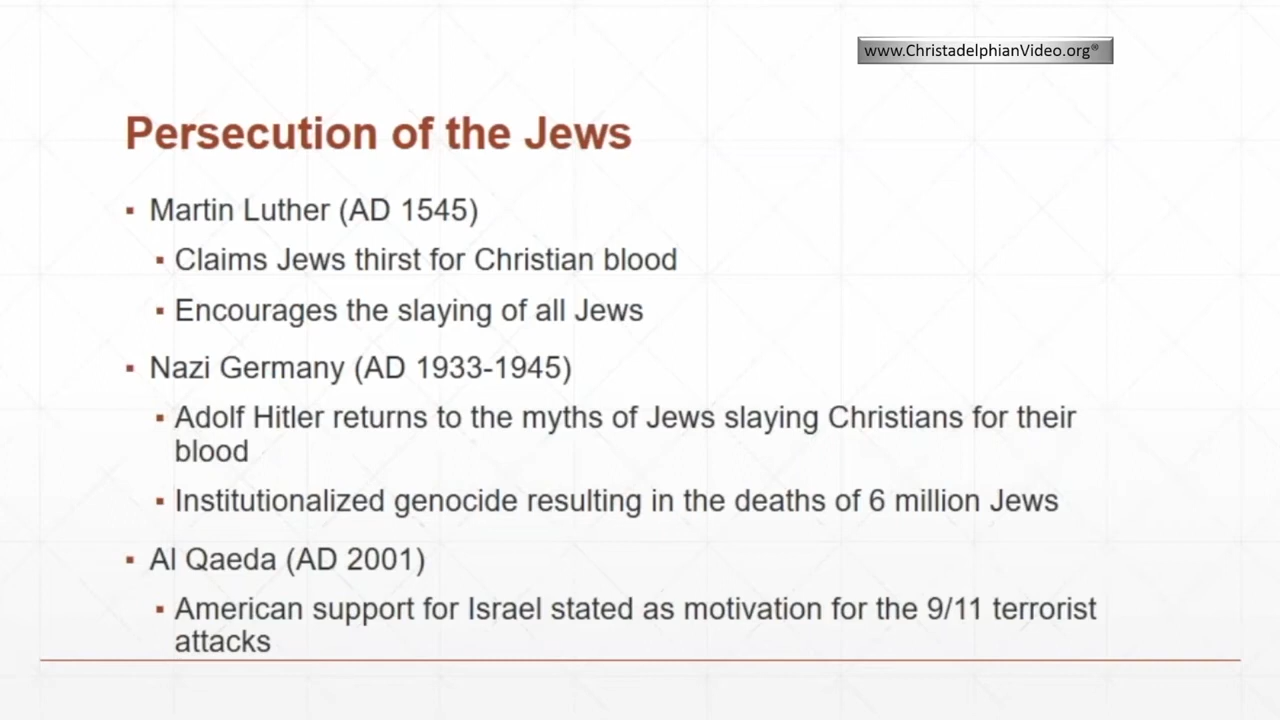 www.ChristadelphianVideo.org®
Persecution of the Jews
▪ Martin Luther (AD 1545)
▪ Claims Jews thirst for Christian blood
▪ Encourages the slaying of all Jews
▪ Nazi Germany (AD 1933-1945)
▪ Adolf Hitler returns to the myths of Jews slaying Christians for their
blood
▪ Institutionalized genocide resulting in the deaths of 6 million Jews
▪ Al Qaeda (AD 2001)
▪ American support for Israel stated as motivation for the 9/11 terrorist
attacks